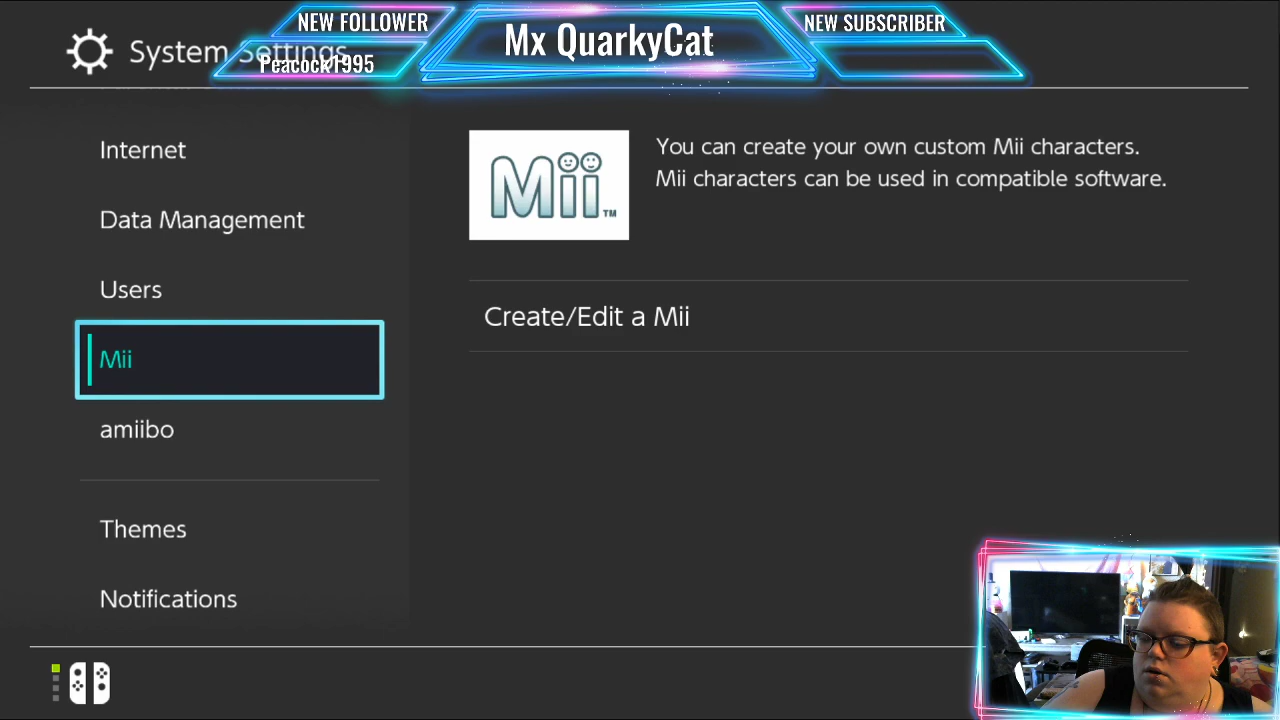 NEW FOLLOWER
Mx QuarkyCat
NEW SUBSCRIBER
System Settings
Peacock1995
Internet
Data Management
Users
Mii
amiibo
Themes
Notifications
Mii™
You can create your own custom Mii characters.
Mii characters can be used in compatible software.
Create/Edit a Mii